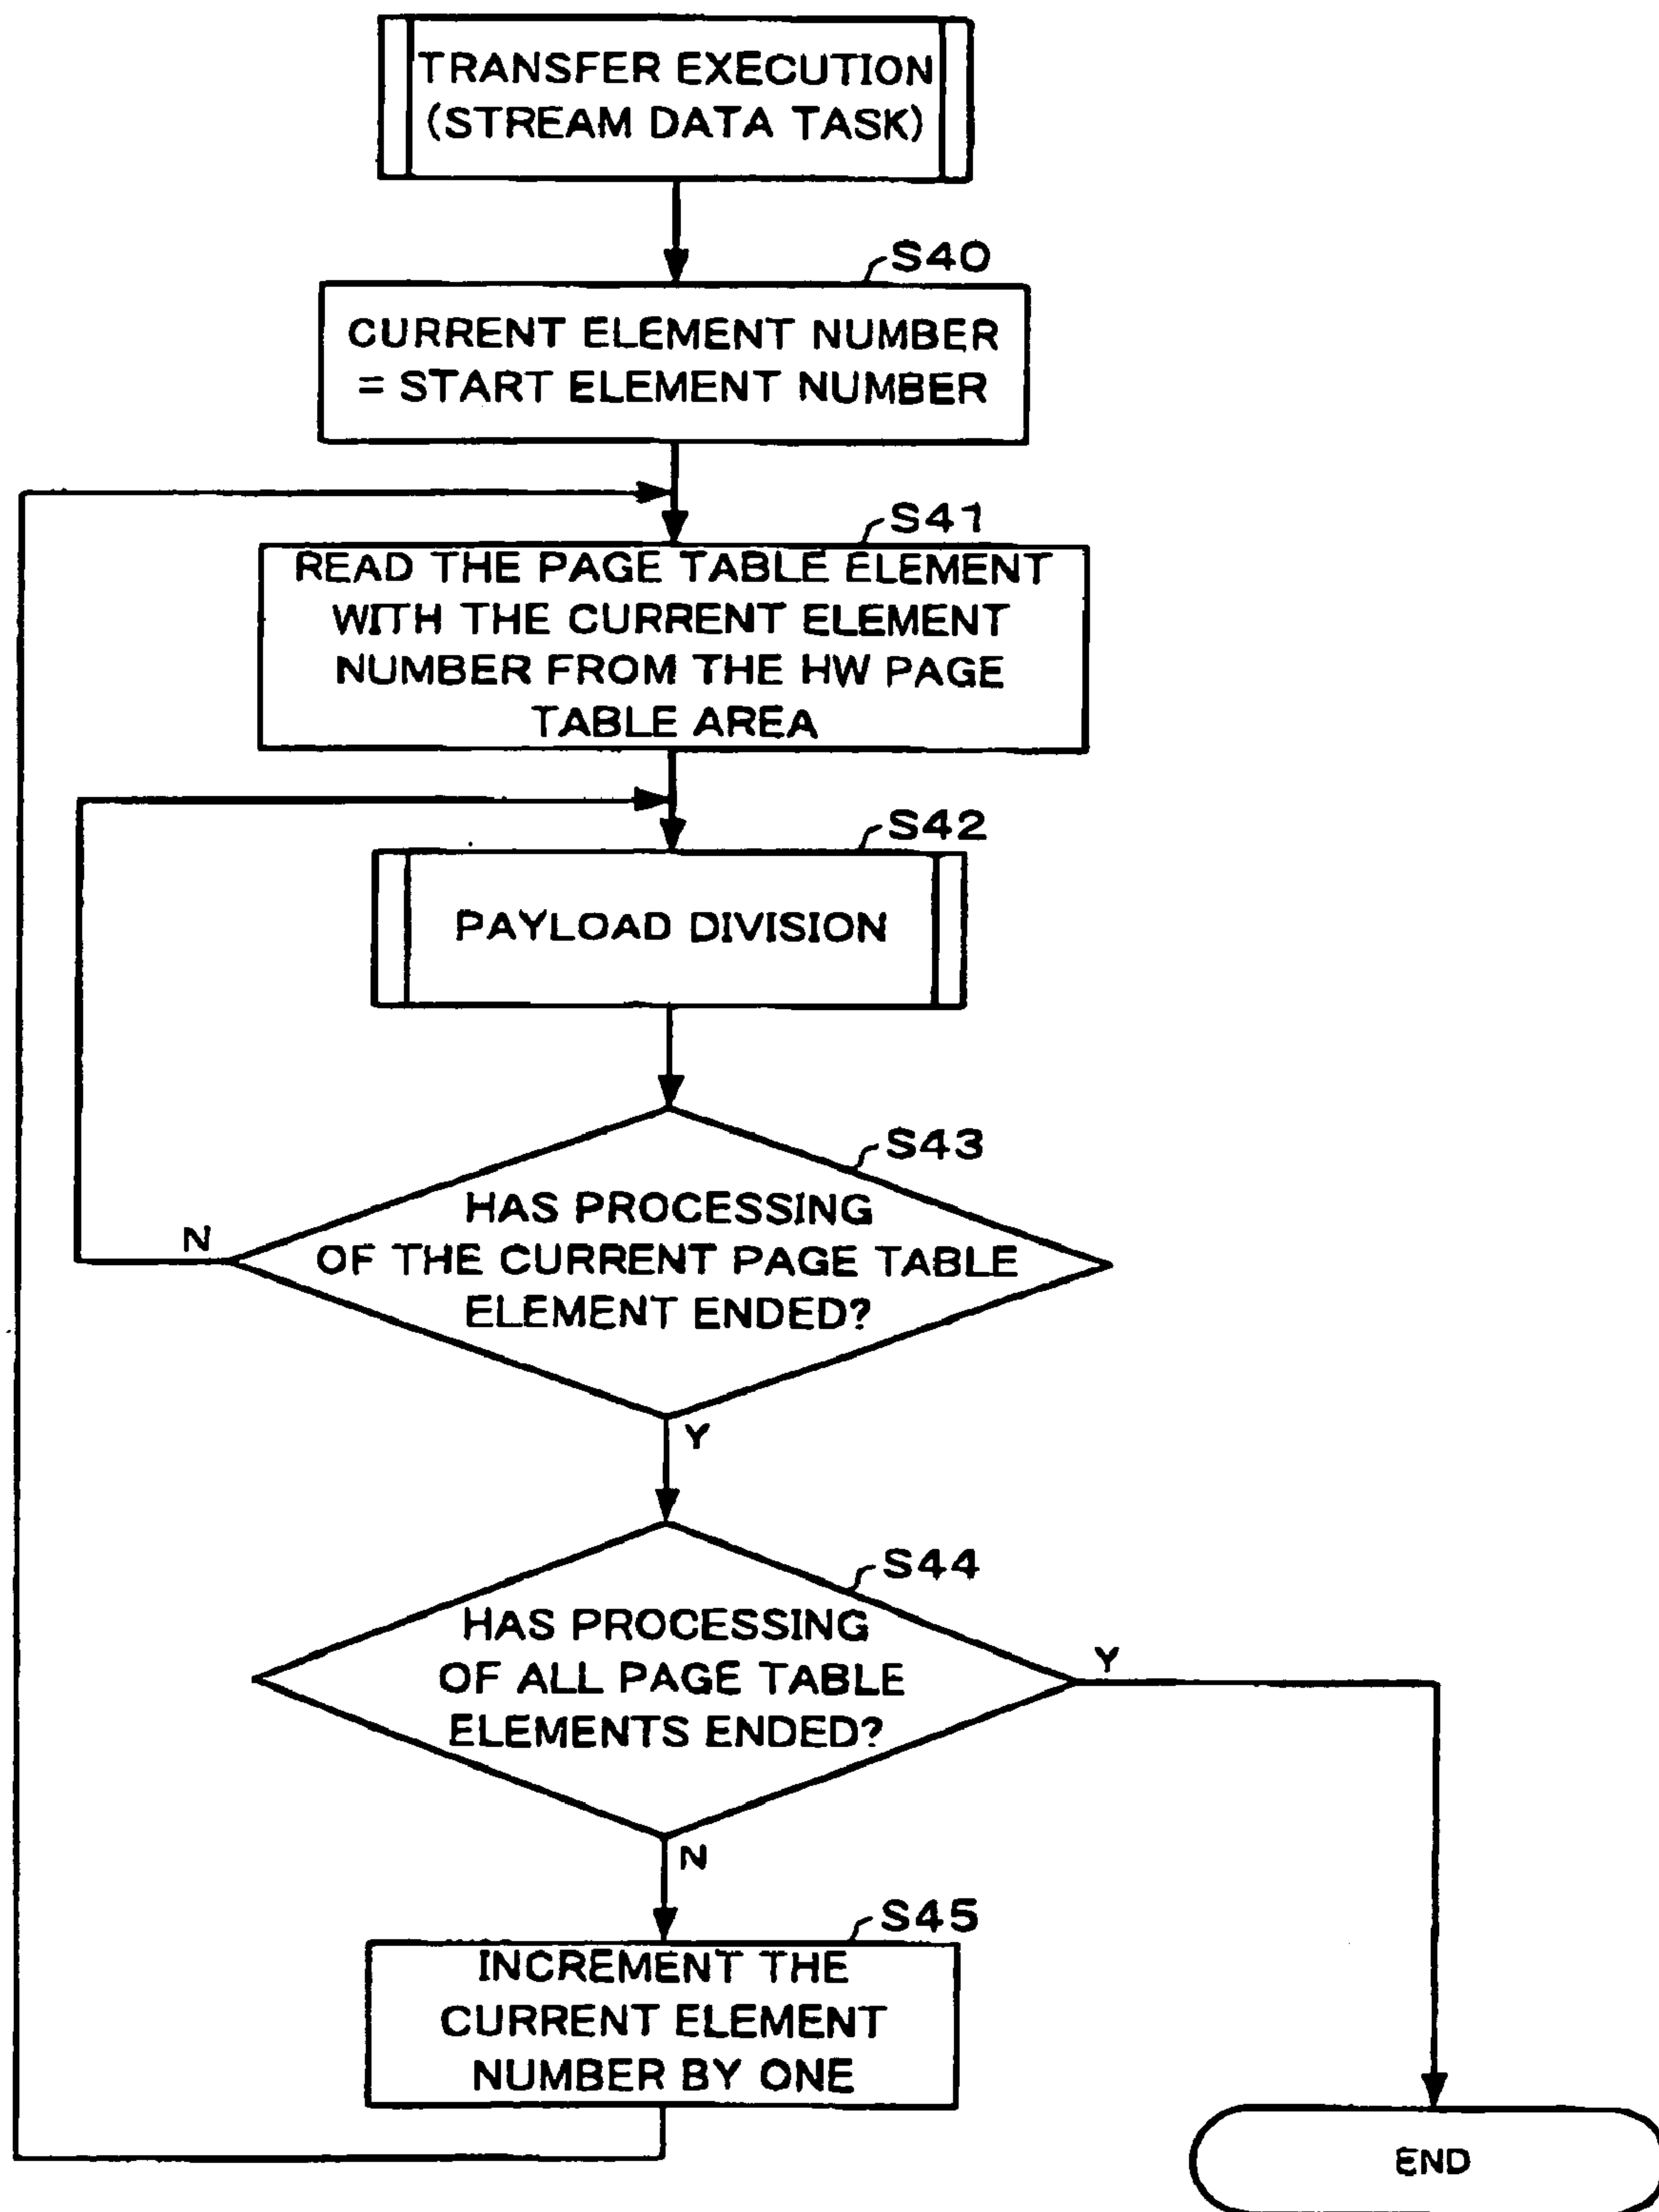 TRANSFER EXECUTION
(STREAM DATA TASK)
S40
CURRENT ELEMENT NUMBER
= START ELEMENT NUMBER
S41
READ THE PAGE TABLE ELEMENT
WITH THE CURRENT ELEMENT
NUMBER FROM THE HW PAGE
TABLE AREA
S42
PAYLOAD DIVISION
S43
HAS PROCESSING
OF THE CURRENT PAGE TABLE
ELEMENT ENDED?
N
Y
S44
HAS PROCESSING
OF ALL PAGE TABLE
ELEMENTS ENDED?
Y
N
S45
INCREMENT THE
CURRENT ELEMENT
NUMBER BY ONE
END